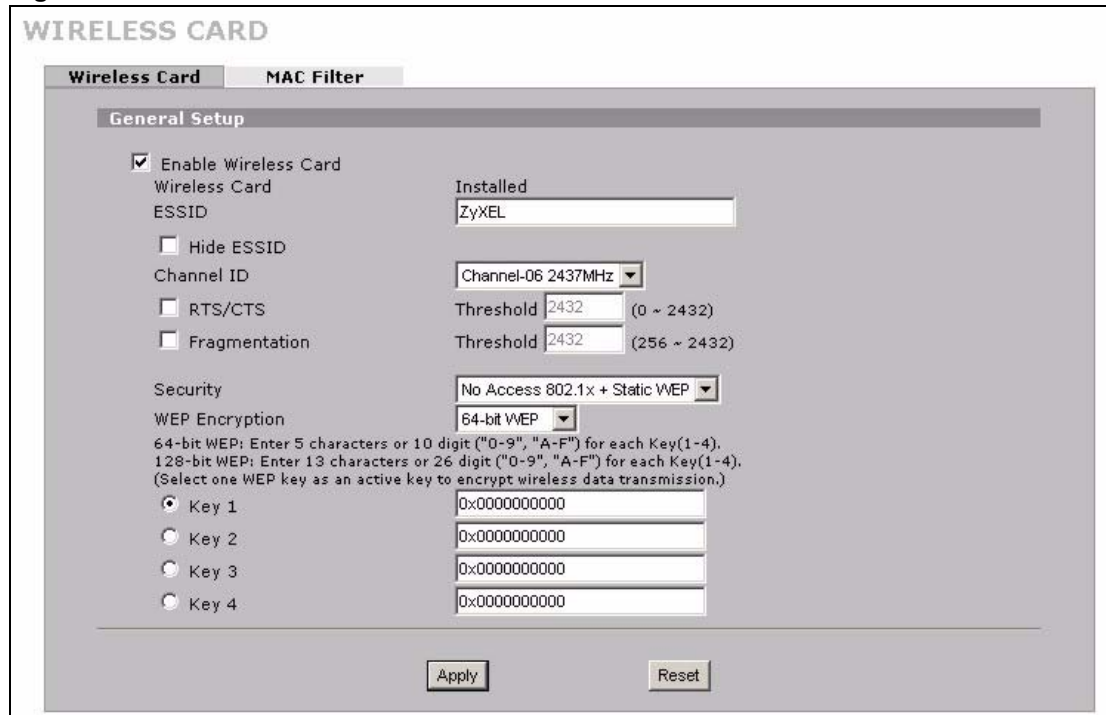 WIRELESS CARD
Wireless Card MAC Filter
General Setup
Enable Wireless Card
Wireless Card Installed
ESSID ZyXEL
Hide ESSID
Channel ID Channel-06 2437MHz
RTS/CTS Threshold 2432 (0 ~ 2432)
Fragmentation Threshold 2432 (256 ~ 2432)
Security No Access 802.1x + Static WEP
WEP Encryption 64-bit WEP
64-bit WEP: Enter 5 characters or 10 digit ("0-9", "A-F") for each Key(1-4).
128-bit WEP: Enter 13 characters or 26 digit ("0-9", "A-F") for each Key(1-4).
(Select one WEP key as an active key to encrypt wireless data transmission.)
Key 1 0x0000000000
Key 2 0x0000000000
Key 3 0x0000000000
Key 4 0x0000000000
Apply Reset